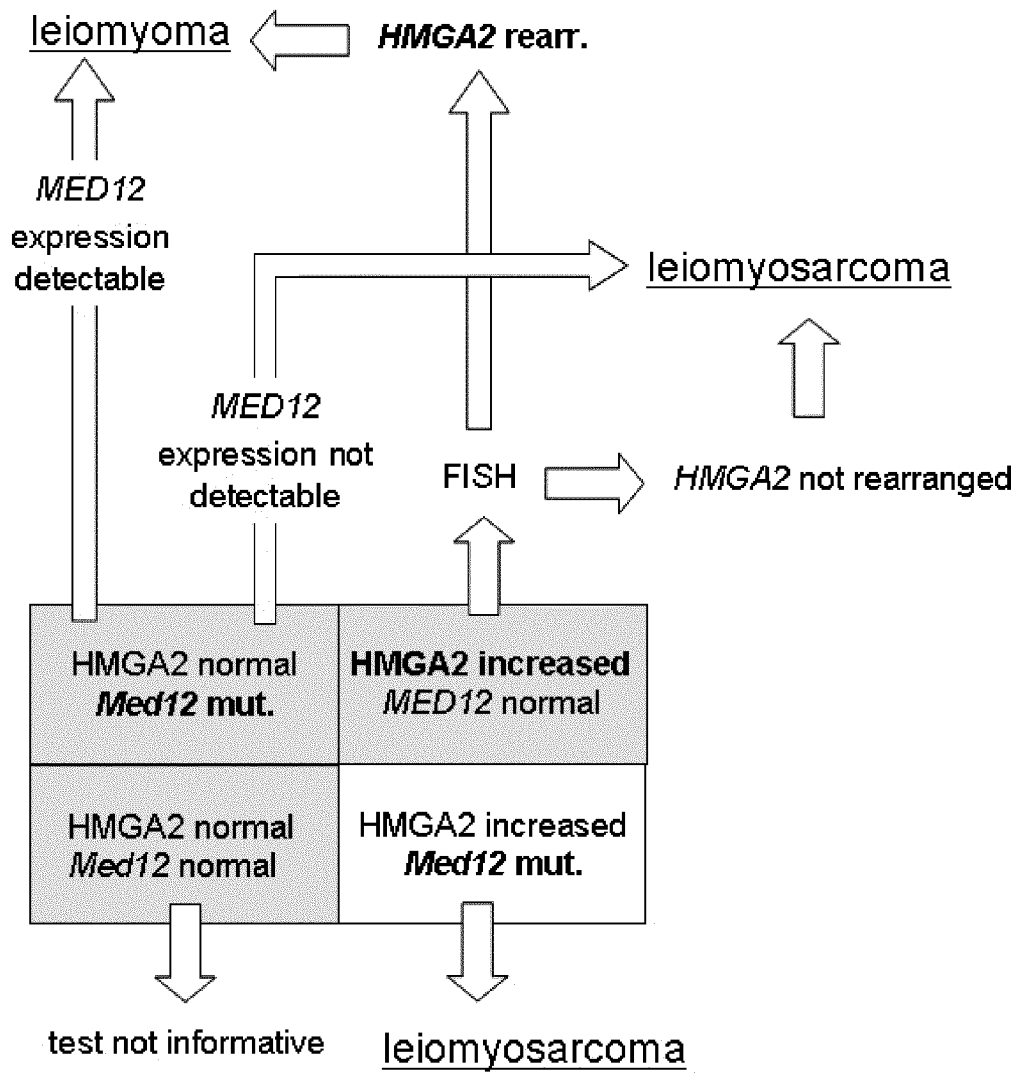 leiomyoma
HMGA2 rearr.
MED12
expression
detectable
leiomyosarcoma
MED12
expression not
detectable
FISH
HMGA2 not rearranged
HMGA2 normal
Med12 mut.
HMGA2 increased
MED12 normal
HMGA2 normal
Med12 normal
HMGA2 increased
Med12 mut.
test not informative
leiomyosarcoma